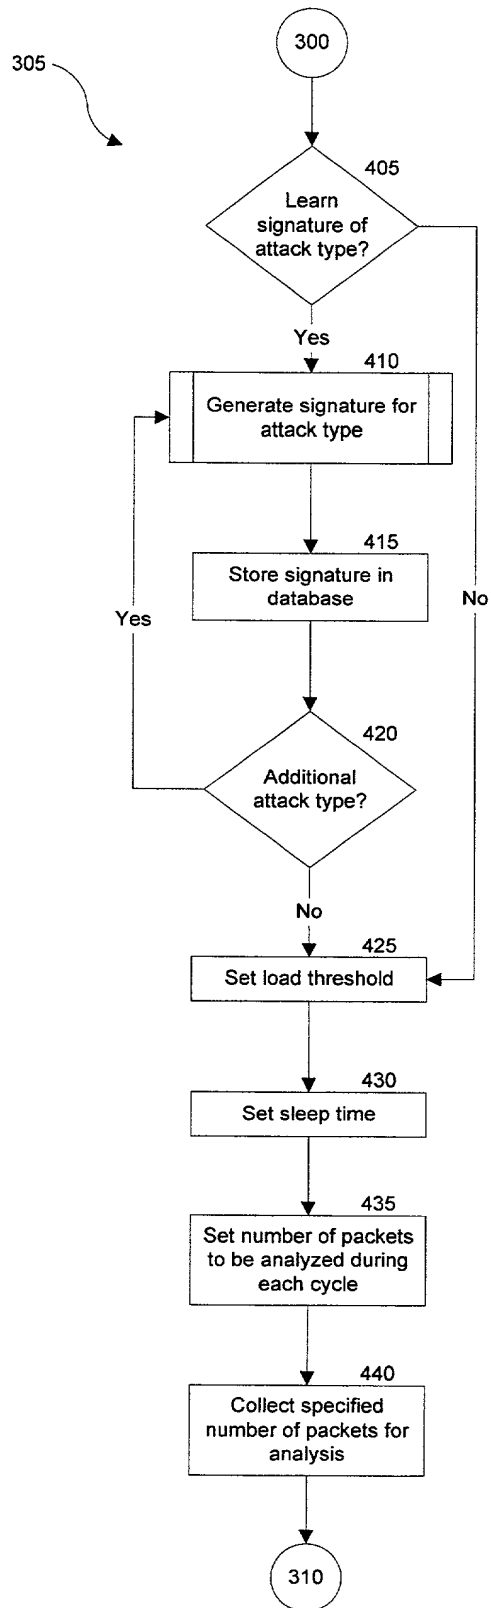 300
305
405
Learn
signature of
attack type?
Yes
410
Generate signature for
attack type
415
Store signature in
database
Yes
No
420
Additional
attack type?
No
425
Set load threshold
430
Set sleep time
435
Set number of packets
to be analyzed during
each cycle
440
Collect specified
number of packets for
analysis
310